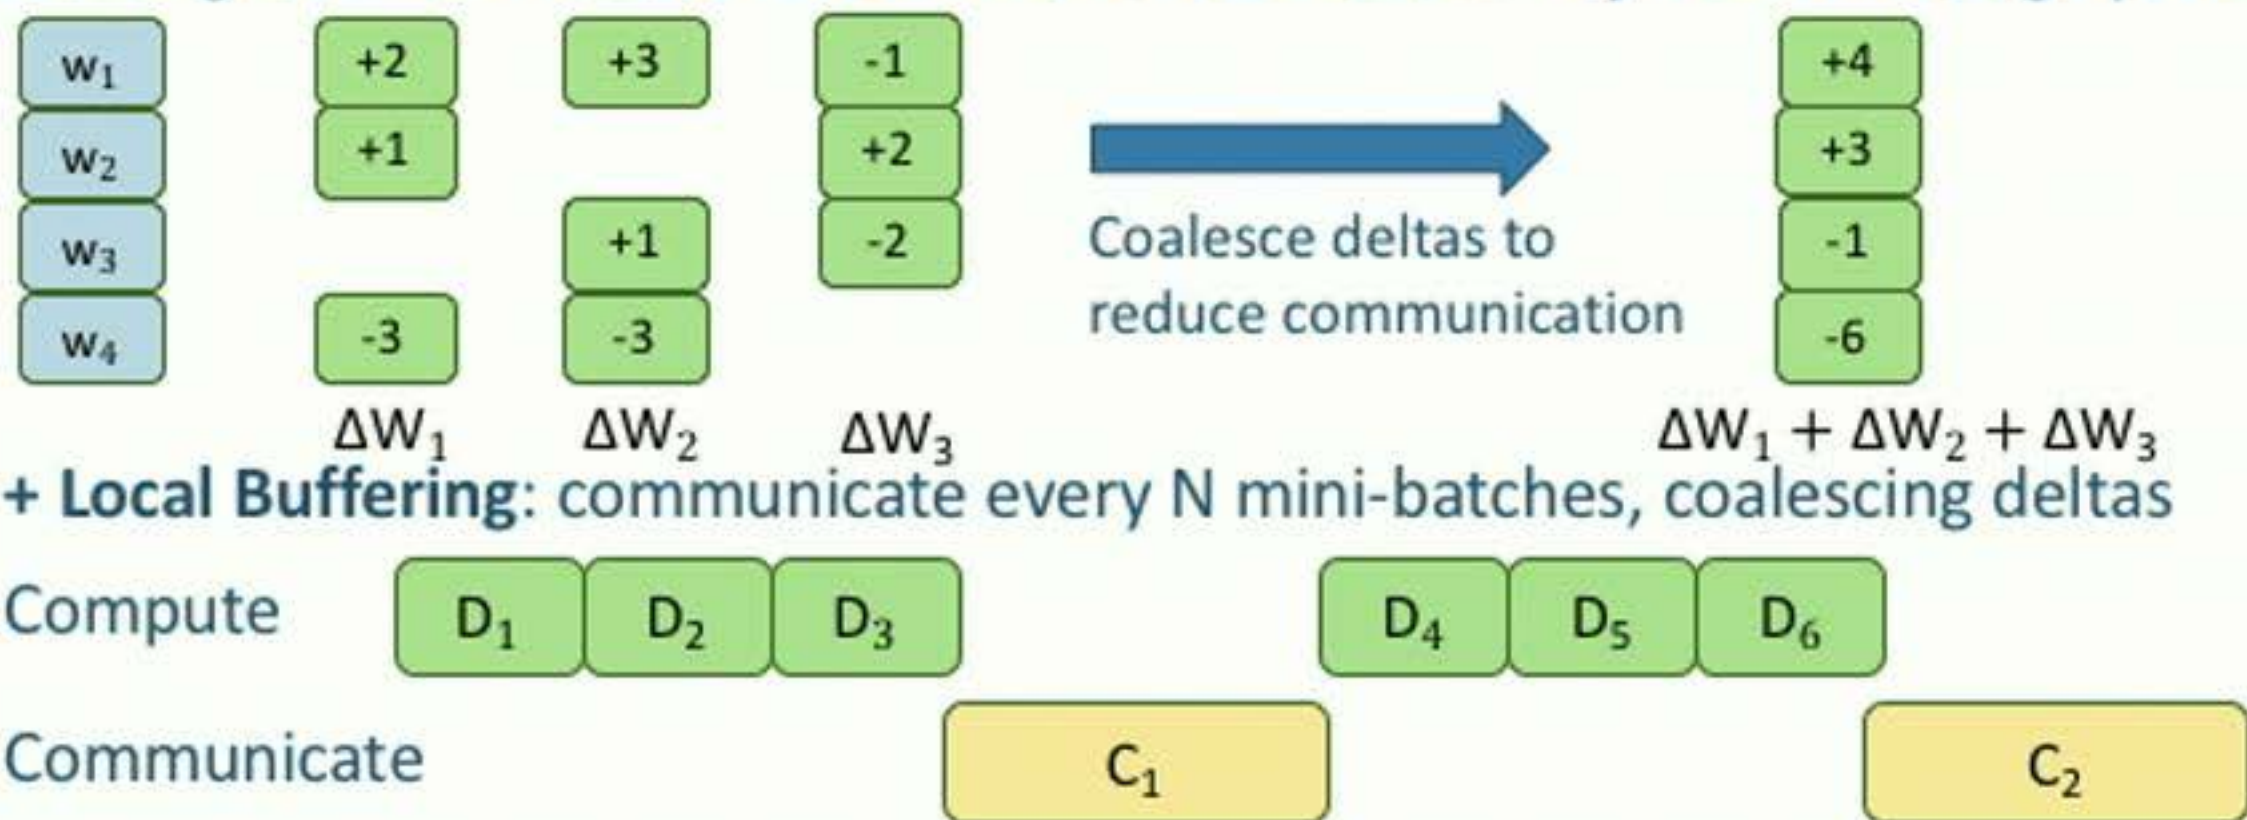 w₁ +2 +3 -1 +4
w₂ +1 +2 +3
w₃ +1 -2 -1
w₄ -3 -3 -6
Coalesce deltas to
reduce communication
ΔW₁ ΔW₂ ΔW₃ ΔW₁ + ΔW₂ + ΔW₃
+ Local Buffering: communicate every N mini-batches, coalescing deltas
Compute D₁ D₂ D₃ D₄ D₅ D₆
Communicate C₁ C₂